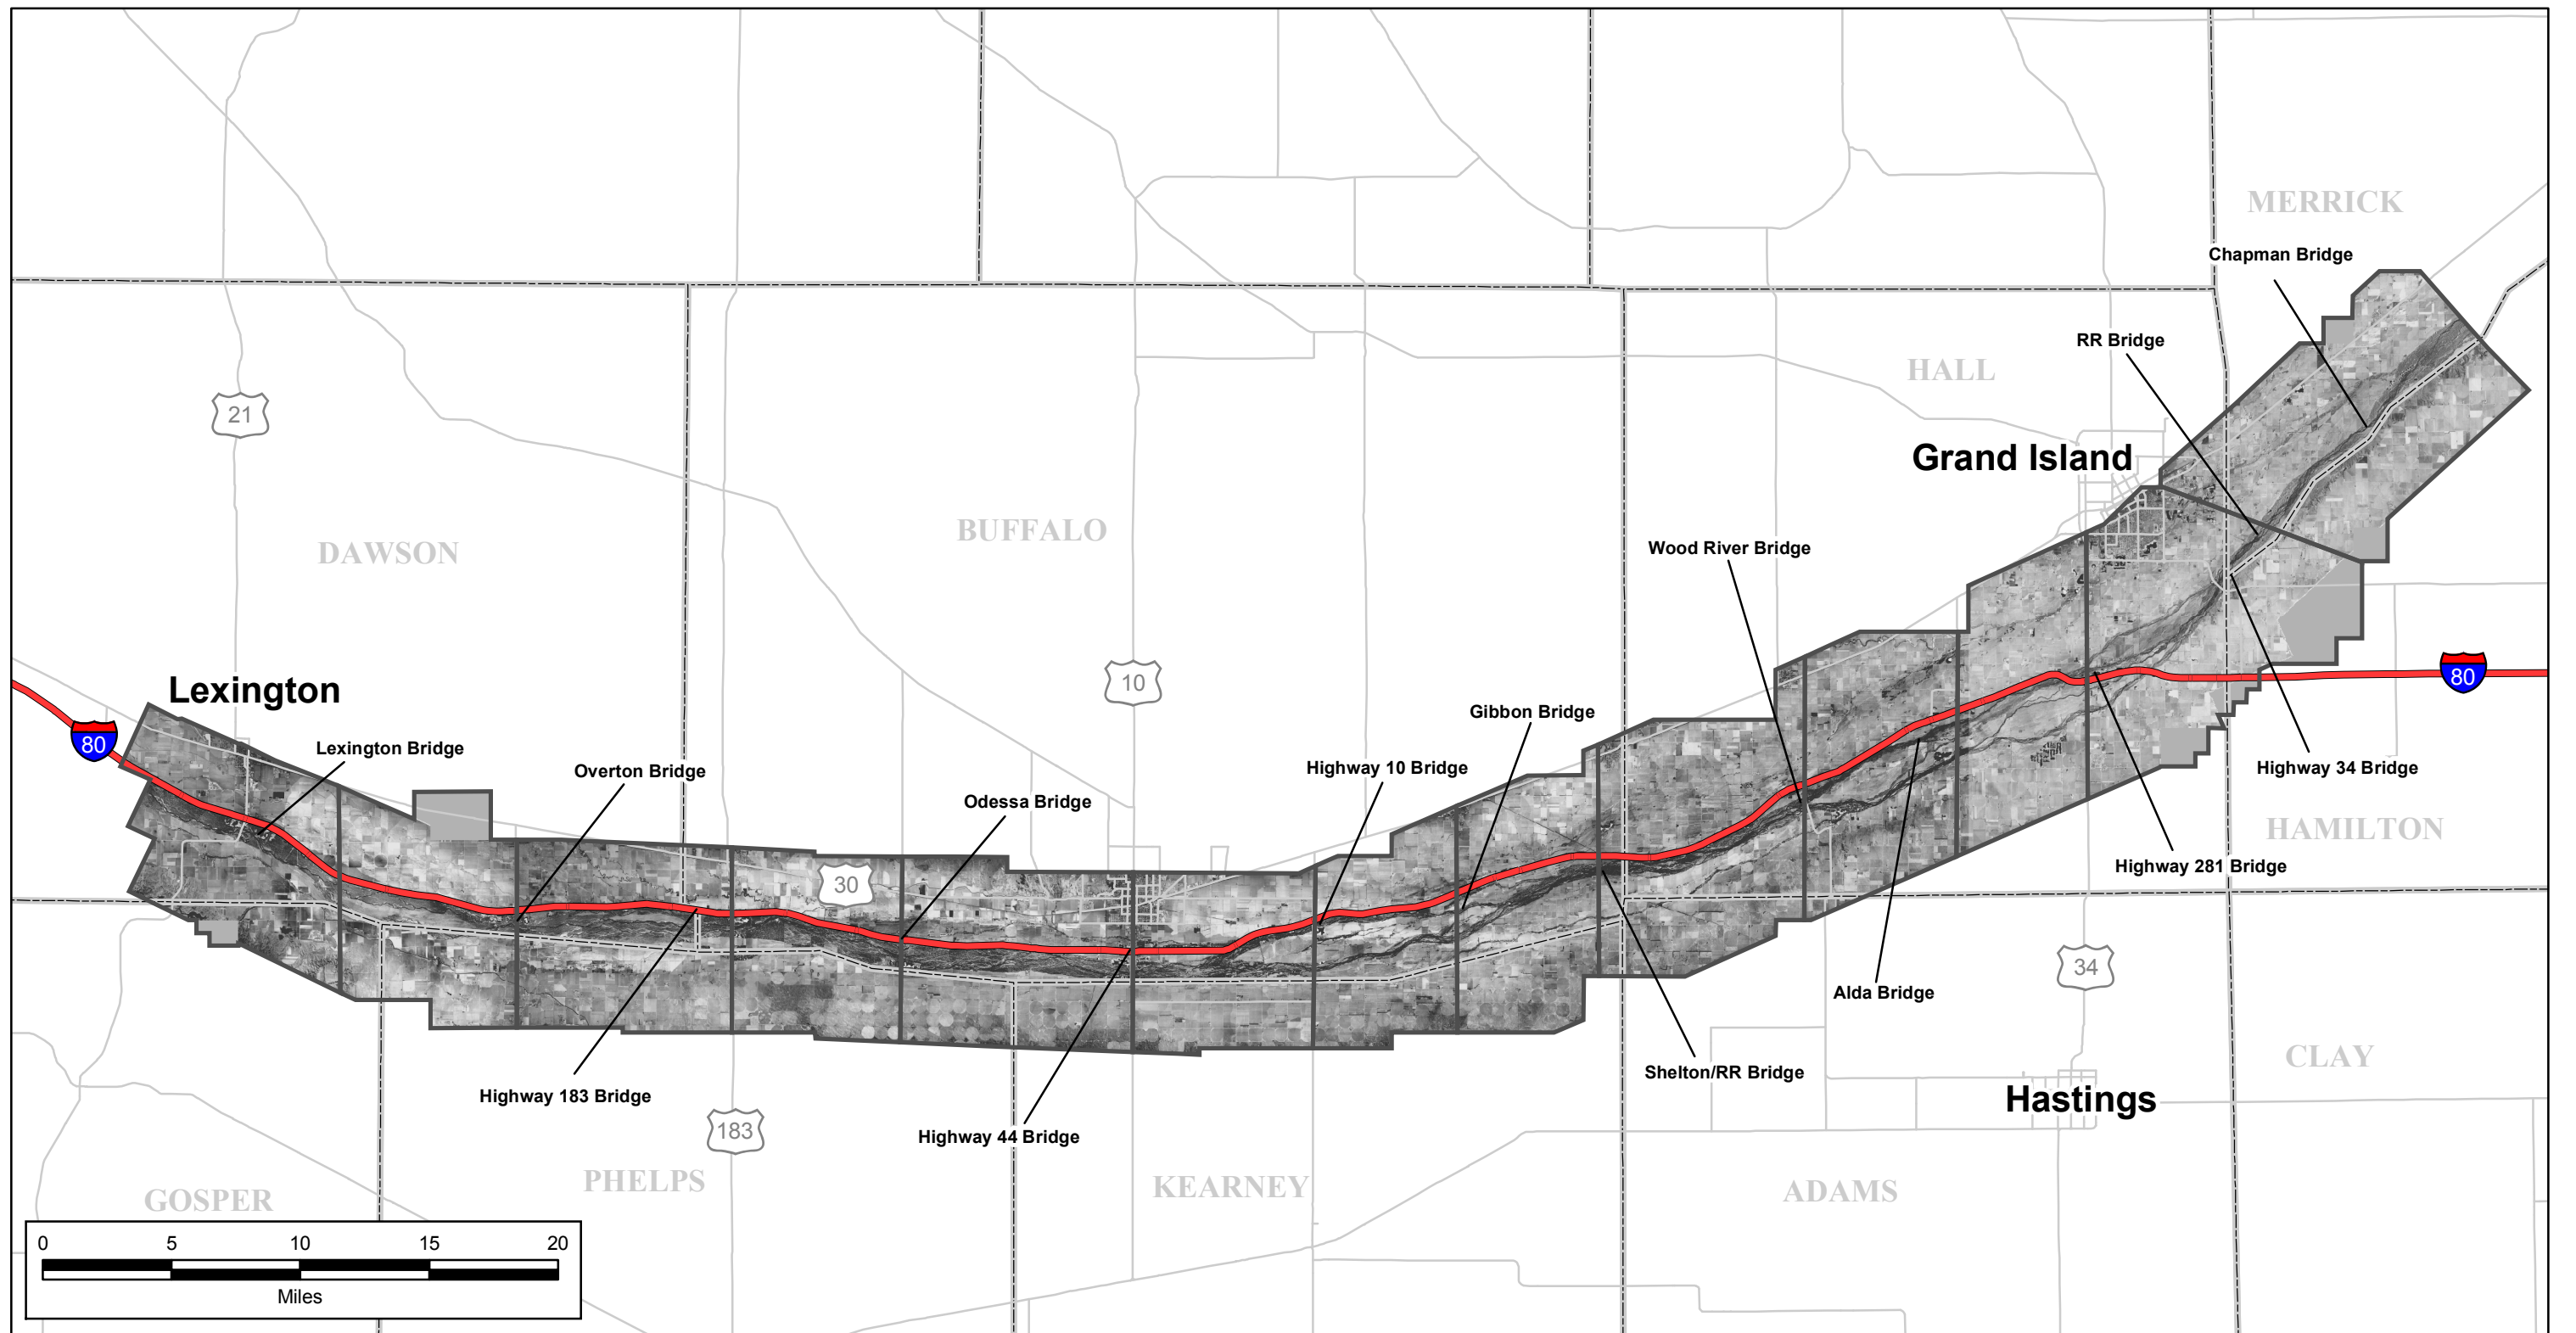 MERRICK
Chapman Bridge
RR Bridge
HALL
21
Grand Island
BUFFALO
DAWSON
Wood River Bridge
80
10
Lexington
Gibbon Bridge
80
Lexington Bridge
Overton Bridge
Highway 10 Bridge
Highway 34 Bridge
Odessa Bridge
HAMILTON
Highway 281 Bridge
30
34
Alda Bridge
CLAY
Shelton/RR Bridge
Highway 183 Bridge
Hastings
183
Highway 44 Bridge
PHELPS
KEARNEY
ADAMS
GOSPER
0 5 10 15 20
Miles